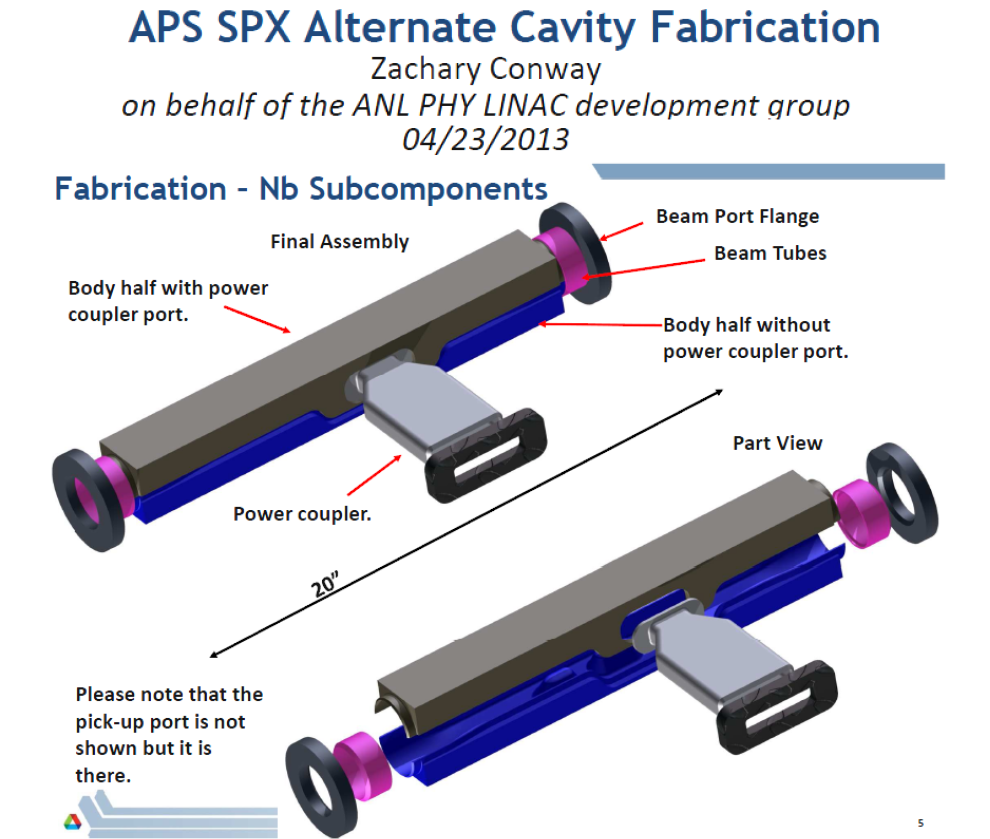 APS SPX Alternate Cavity Fabrication
Zachary Conway
on behalf of the ANL PHY LINAC development group
04/23/2013
Fabrication - Nb Subcomponents
Final Assembly
Beam Port Flange
Beam Tubes
Body half with power
coupler port.
Body half without
power coupler port.
Power coupler.
20"
Part View
Please note that the
pick-up port is not
shown but it is
there.
5